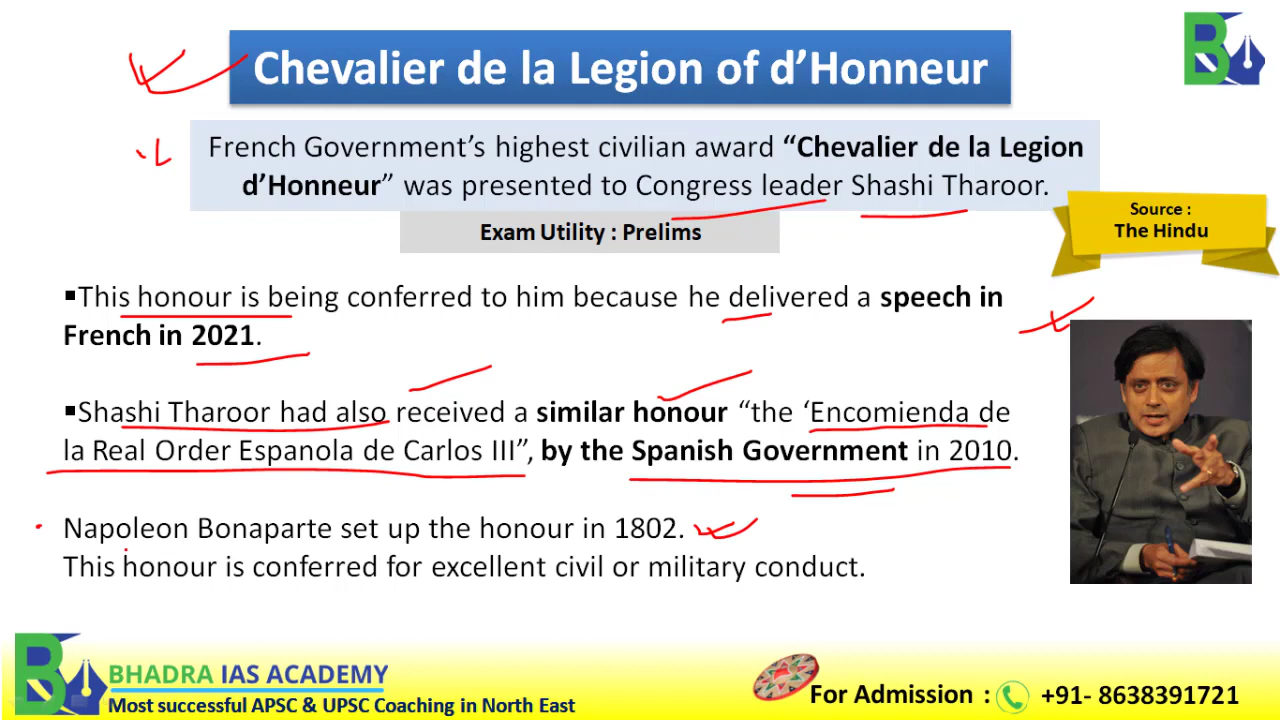 Chevalier de la Legion of d’Honneur
French Government’s highest civilian award “Chevalier de la Legion
d’Honneur” was presented to Congress leader Shashi Tharoor.
Source :
The Hindu
Exam Utility : Prelims
▪This honour is being conferred to him because he delivered a speech in
French in 2021.
▪Shashi Tharoor had also received a similar honour “the ‘Encomienda de
la Real Order Espanola de Carlos III”, by the Spanish Government in 2010.
Napoleon Bonaparte set up the honour in 1802.
This honour is conferred for excellent civil or military conduct.
BHADRA IAS ACADEMY
Most successful APSC & UPSC Coaching in North East
For Admission : +91- 8638391721